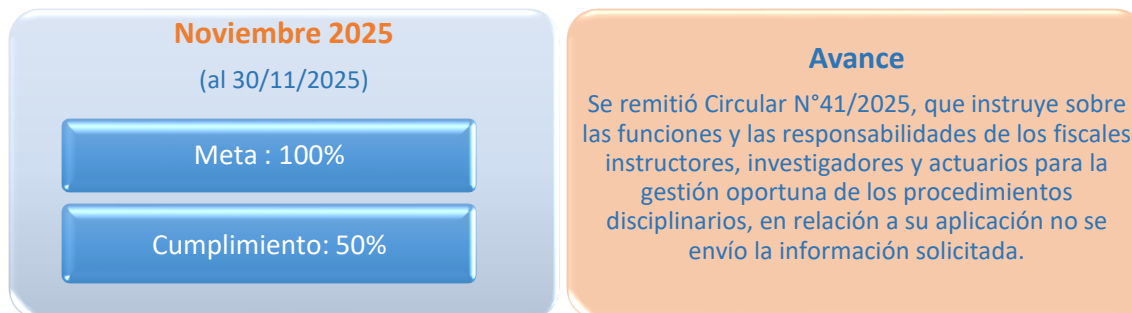 Noviembre 2025
(al 30/11/2025)
Meta : 100%
Cumplimiento: 50%
Avance
Se remitió Circular N°41/2025, que instruye sobre
las funciones y las responsabilidades de los fiscales
instructores, investigadores y actuarios para la
gestión oportuna de los procedimientos
disciplinarios, en relación a su aplicación no se
envío la información solicitada.